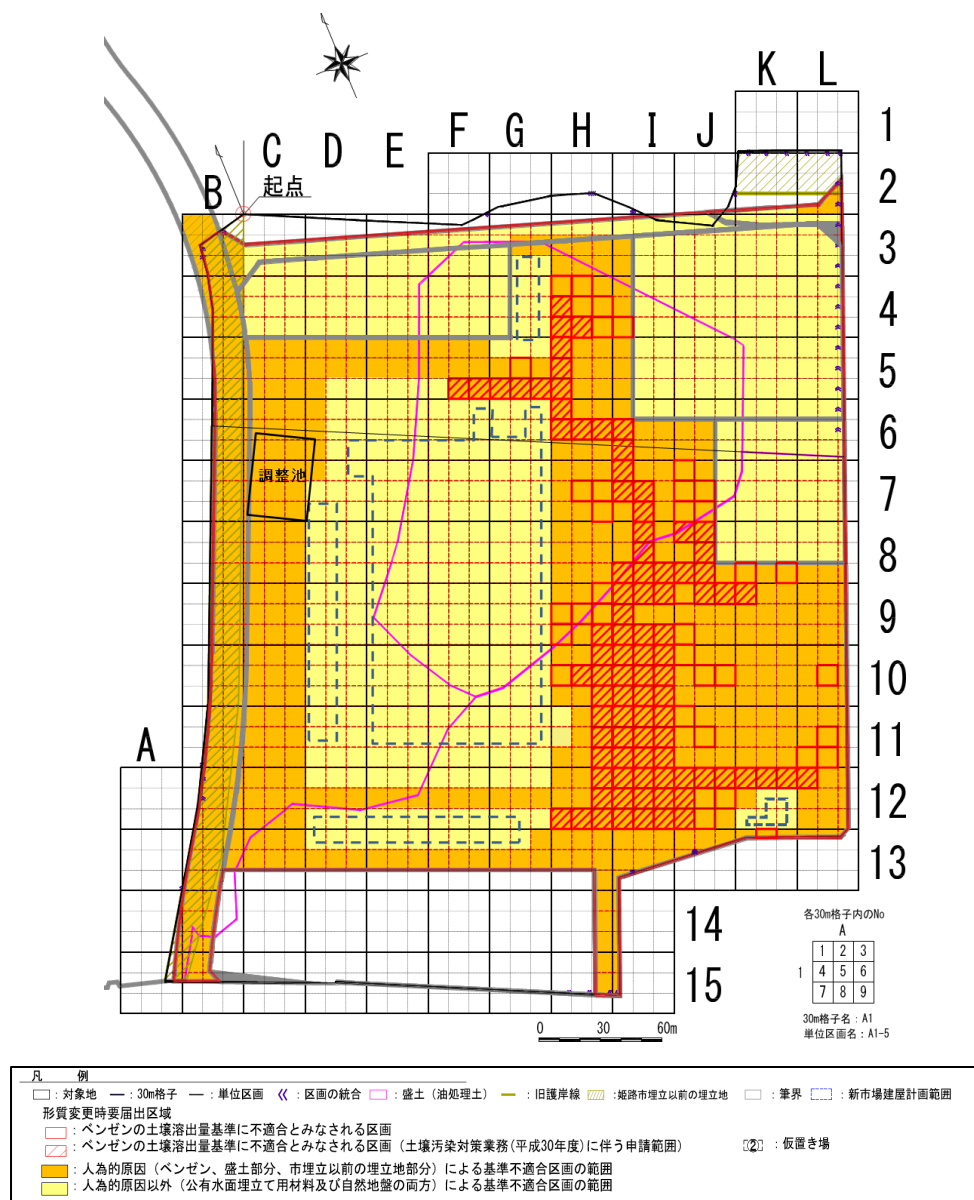 K L
1
F G H I J
C D E
2
B
起点
3
4
5
6
調整池
7
8
9
10
11
A
12
13
各30m格子内のNo
A
14
1 2 3
1 4 5 6
7 8 9
15
30m格子名：A1
単位区画名：A1-5
0 30 60m
凡 例
：対象地 ：30m格子 ：単位区画 ：区画の統合 ：盛土（油処理土） ：旧護岸線 ：姫路市埋立以前の埋立地 ：筆界 ：新市場建屋計画範囲
形質変更時要届出区域
：ベンゼンの土壌溶出量基準に不適合とみなされる区画
：ベンゼンの土壌溶出量基準に不適合とみなされる区画（土壌汚染対策業務(平成30年度)に伴う申請範囲） ②：仮置き場
：人為的原因（ベンゼン、盛土部分、市埋立以前の埋立地部分）による基準不適合区画の範囲
：人為的原因以外（公有水面埋立て用材料及び自然地盤の両方）による基準不適合区画の範囲